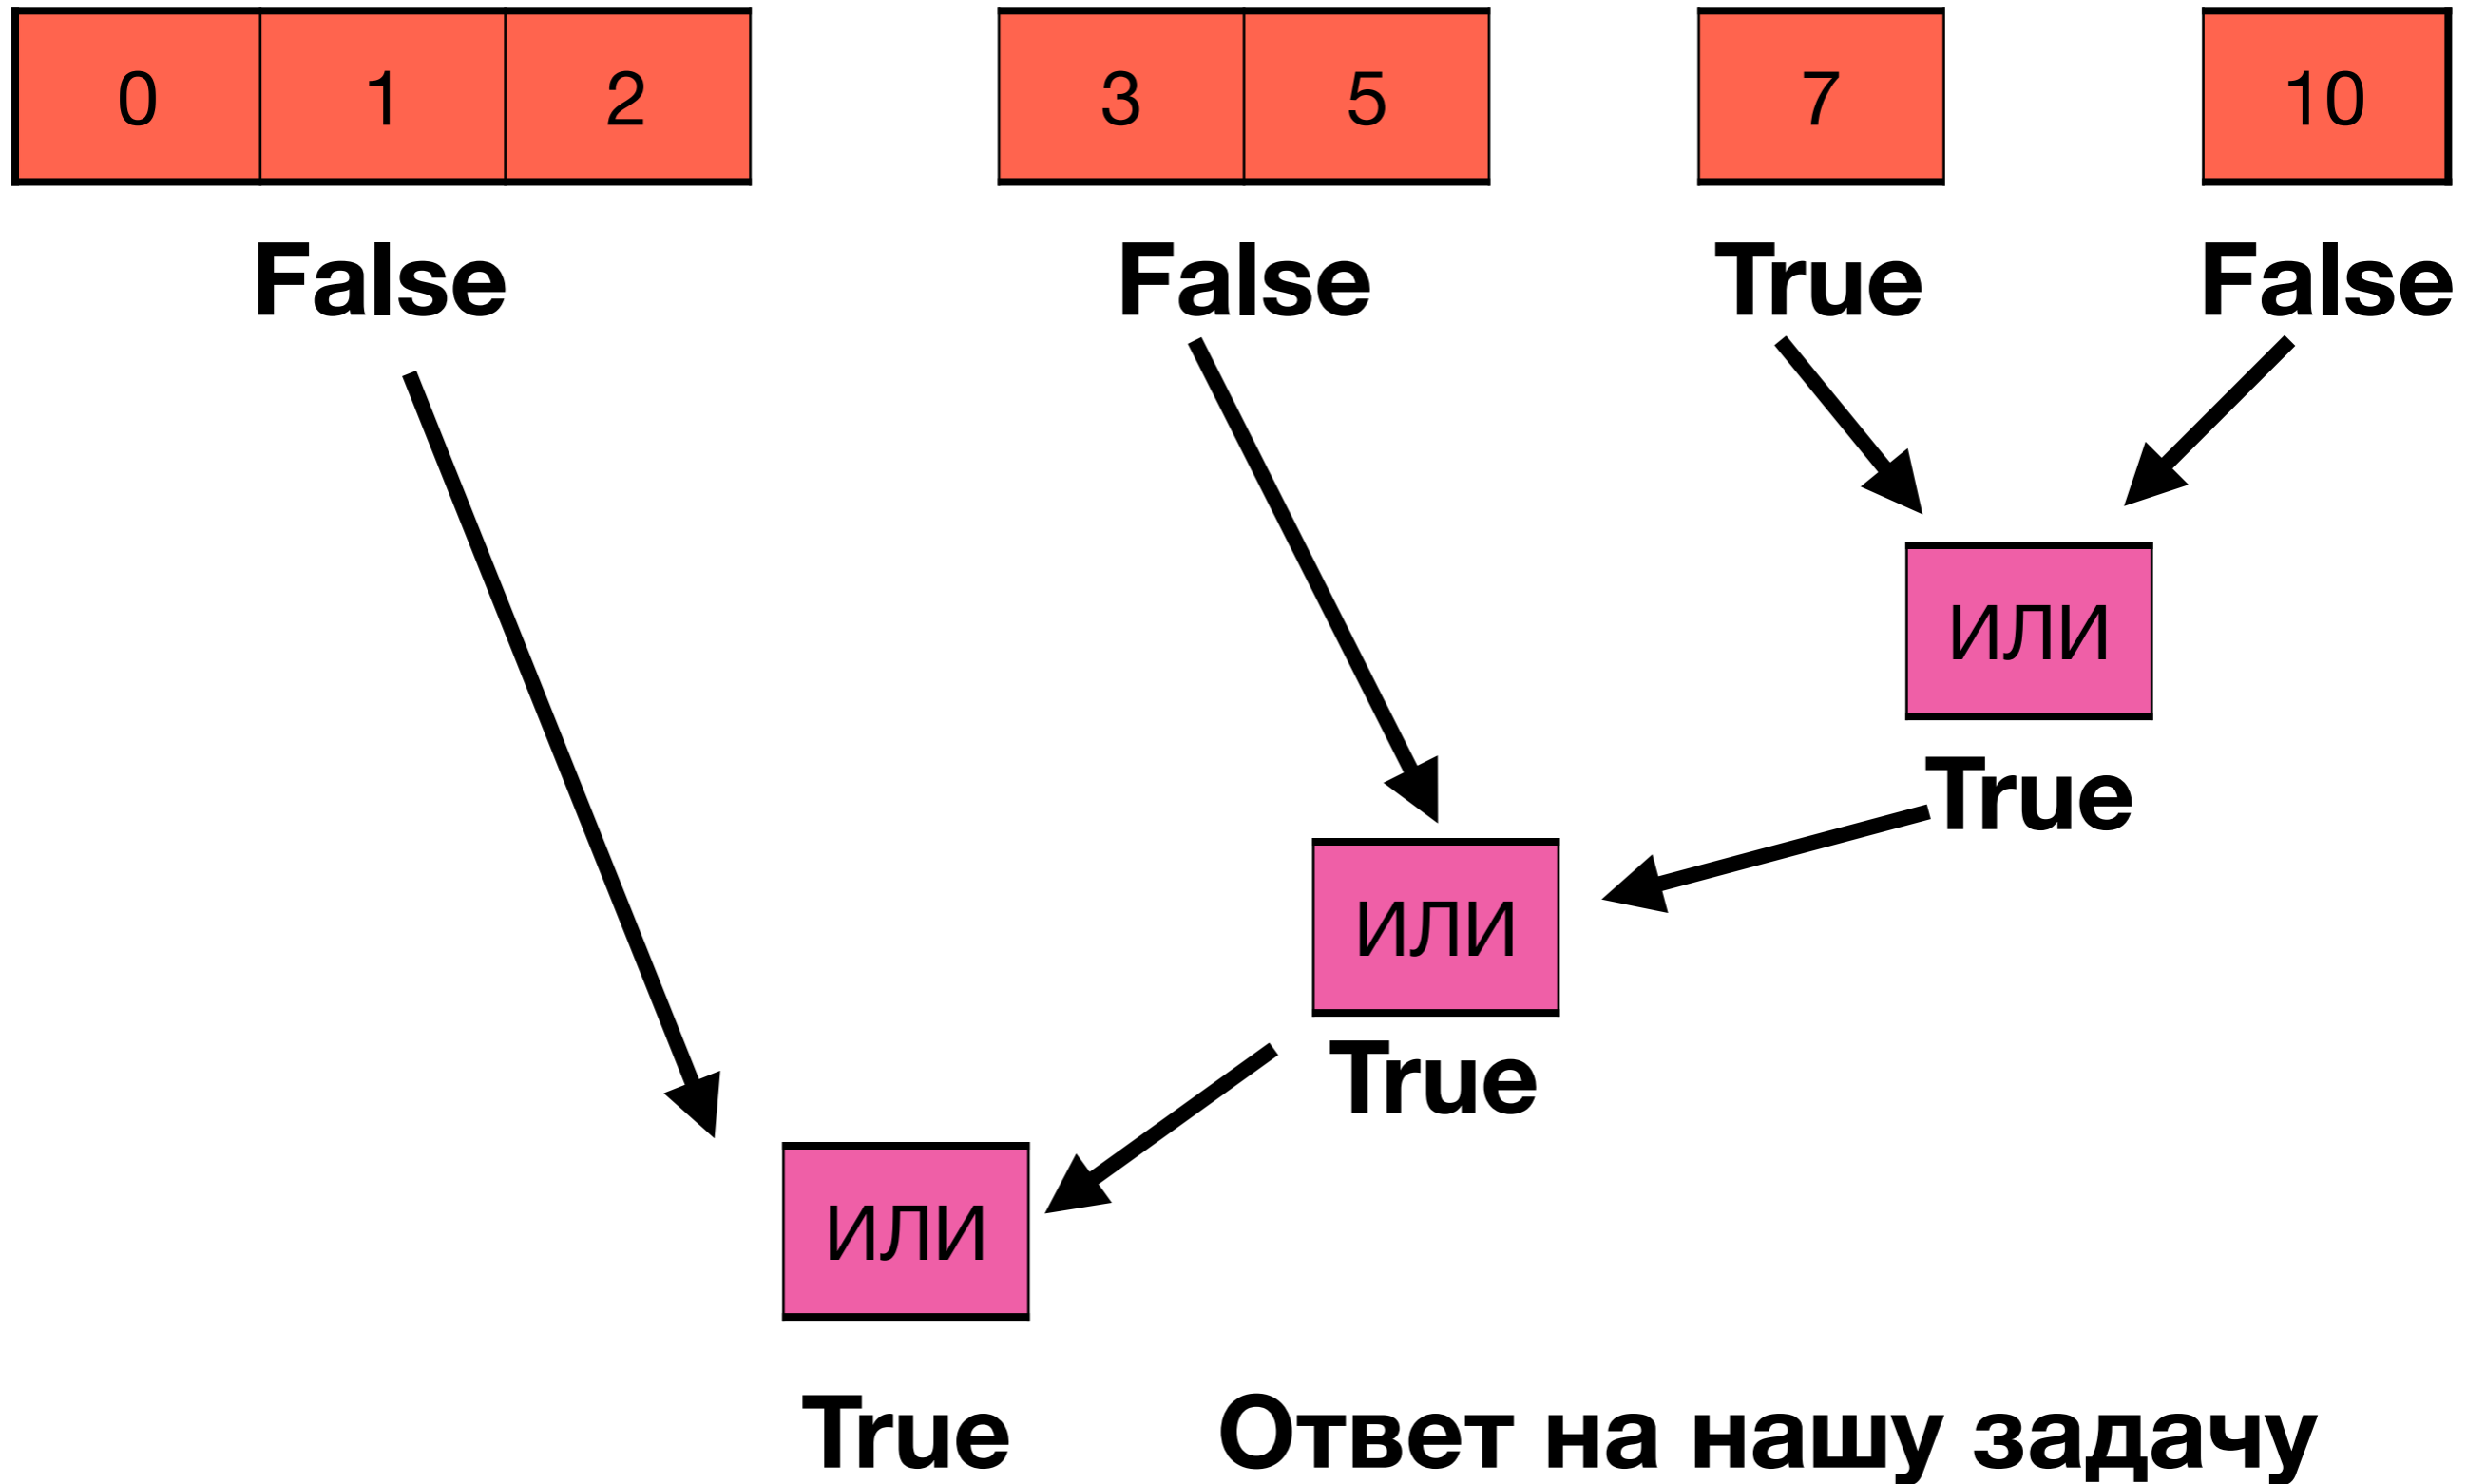 0 1 2 3 5 7 10
False False True False
или
True
или
True
или
True Ответ на нашу задачу